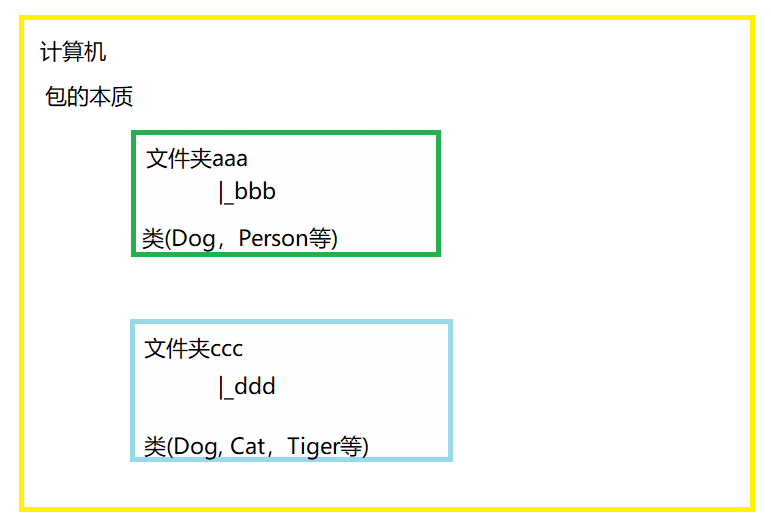 计算机
包的本质
文件夹aaa
|_bbb
类(Dog，Person等)
文件夹ccc
|_ddd
类(Dog, Cat，Tiger等)